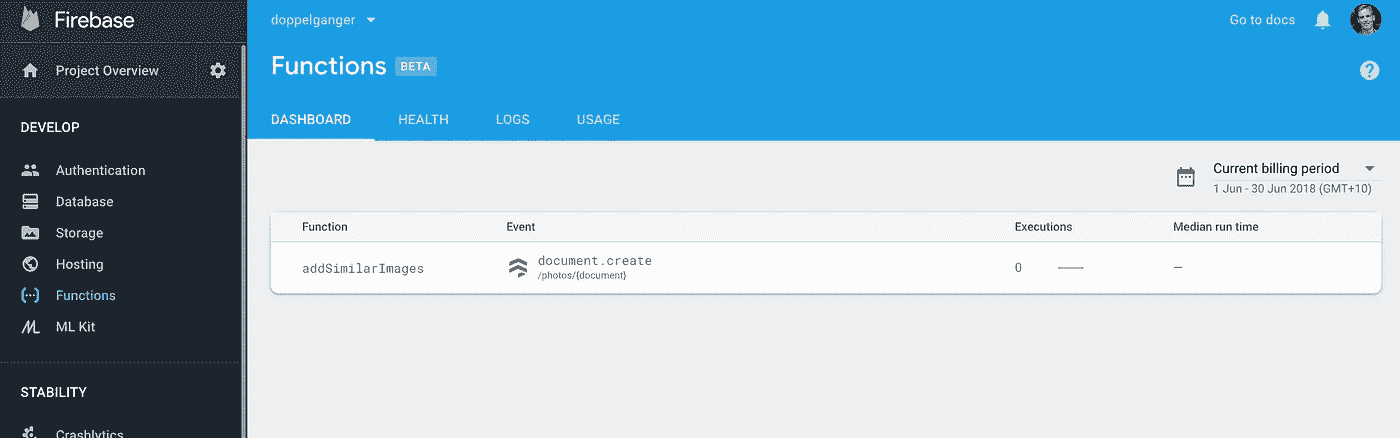 Firebase
Project Overview
DEVELOP
Authentication
Database
Storage
Hosting
Functions
ML Kit
STABILITY
Crashlytics
doppelganger
Go to docs
Functions BETA
DASHBOARD HEALTH LOGS USAGE
Current billing period
1 Jun - 30 Jun 2018 (GMT+10)
Function Event Executions Median run time
addSimilarImages document.create 0 —
/photos/{document}